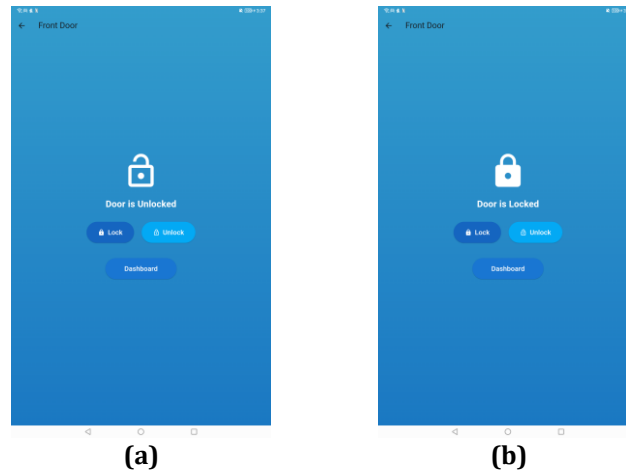 Front Door
Door is Unlocked
Lock Unlock
Dashboard
(a)
Front Door
Door is Locked
Lock Unlock
Dashboard
(b)